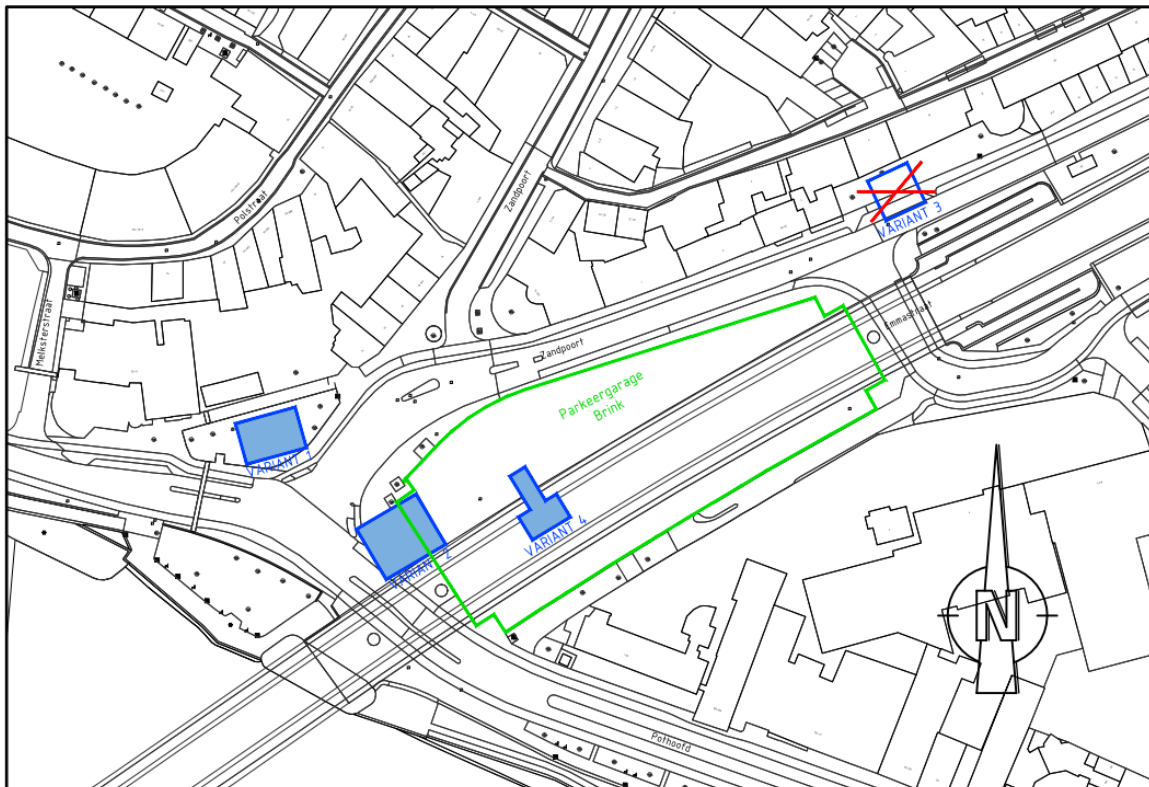 Zandpoort
Polstraat
VARIANT 3
Melksterstraat
Emmastraat
Zandpoort
Parkeergarage
Brink
VARIANT 1
VARIANT 4
VARIANT 2
N
Pothoofd